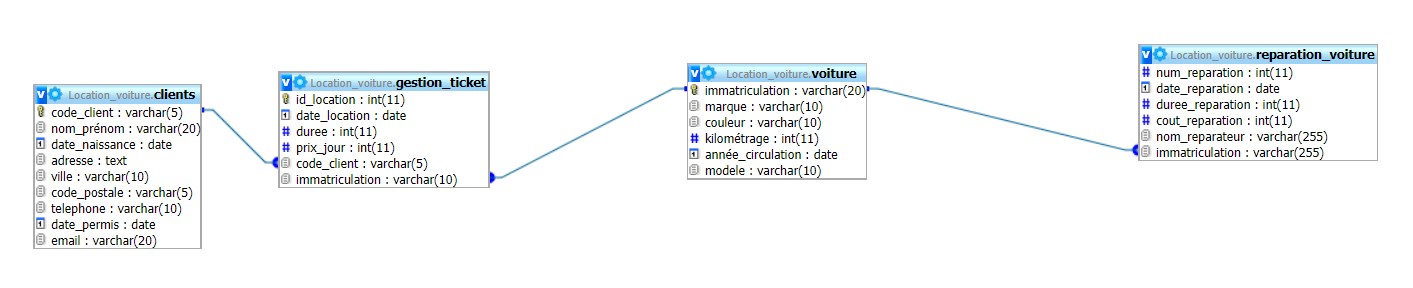 Location_voiture.clients
code_client : varchar(5)
nom_prénom : varchar(20)
date_naissance : date
adresse : text
ville : varchar(10)
code_postale : varchar(5)
telephone : varchar(10)
date_permis : date
email : varchar(20)
Location_voiture.gestion_ticket
id_location : int(11)
date_location : date
duree : int(11)
prix_jour : int(11)
code_client : varchar(5)
immatriculation : varchar(10)
Location_voiture.voiture
immatriculation : varchar(20)
marque : varchar(10)
couleur : varchar(10)
kilométrage : int(11)
année_circulation : date
modele : varchar(10)
Location_voiture.reparation_voiture
num_reparation : int(11)
date_reparation : date
duree_reparation : int(11)
cout_reparation : int(11)
nom_reparateur : varchar(255)
immatriculation : varchar(255)